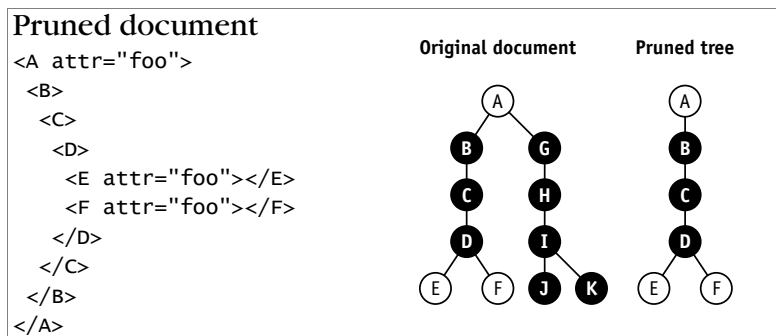 Pruned document
<A attr="foo">
<B>
<C>
<D>
<E attr="foo"></E>
<F attr="foo"></F>
</D>
</C>
</B>
</A>
Original document
A
B G
C H
D I
E F J K
Pruned tree
A
B
C
D
E F